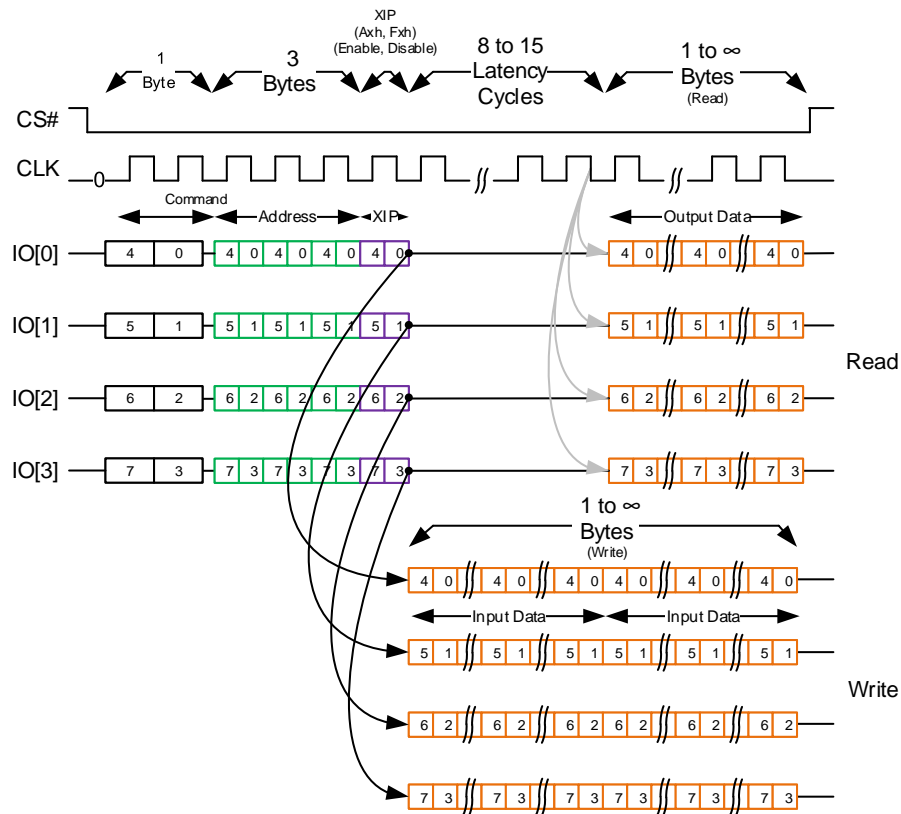 XIP
(Axh, Fxh)
(Enable, Disable)
1
Byte
3
Bytes
8 to 15
Latency
Cycles
1 to ∞
Bytes
(Read)
CS#
CLK
0
Command
Address
XIP
Output Data
IO[0] 4 0 4 0 4 0 4 0 4 0 4 0 4 0 4 0
IO[1] 5 1 5 1 5 1 5 1 5 1 5 1 5 1 5 1
Read
IO[2] 6 2 6 2 6 2 6 2 6 2 6 2 6 2 6 2
IO[3] 7 3 7 3 7 3 7 3 7 3 7 3 7 3 7 3
1 to ∞
Bytes
(Write)
4 0 4 0 4 0 4 0 4 0 4 0
Input Data Input Data
5 1 5 1 5 1 5 1 5 1 5 1
Write
6 2 6 2 6 2 6 2 6 2 6 2
7 3 7 3 7 3 7 3 7 3 7 3